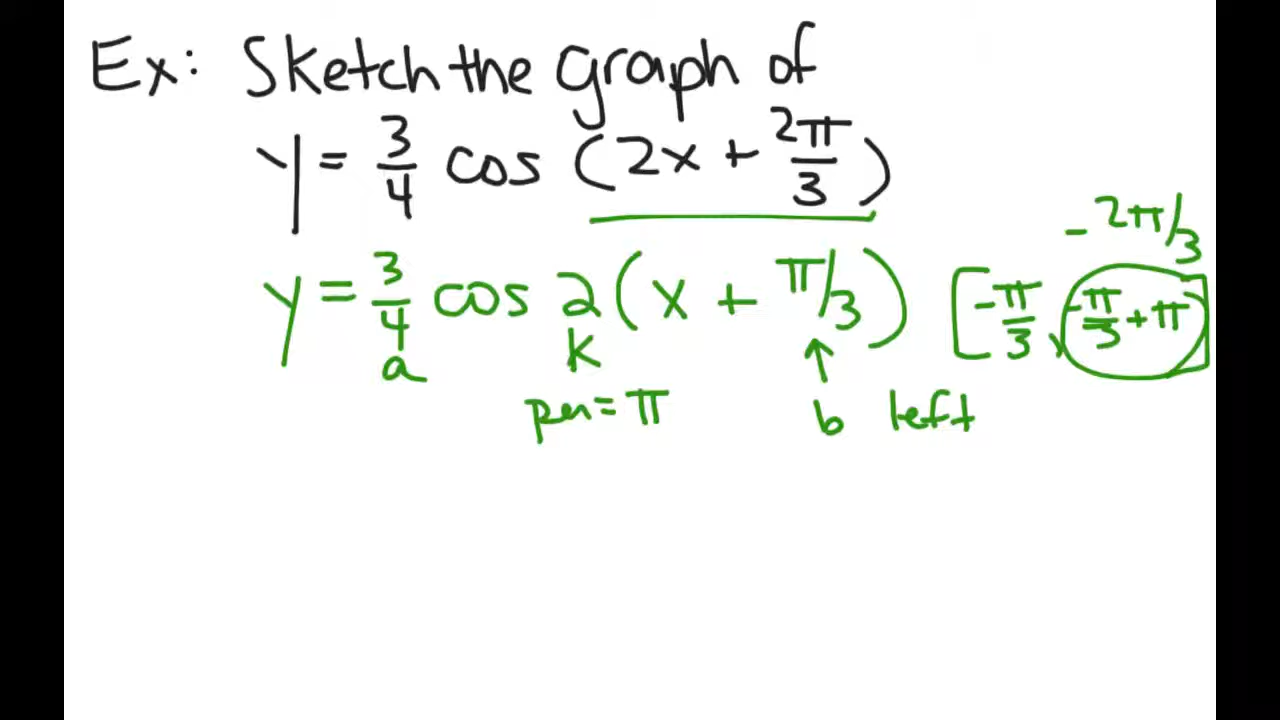 Ex: Sketch the graph of
y = 3/4 cos (2x + 2π/3)
- 2π/3
y = 3/4 cos 2 (x + π/3) [-π/3, -π/3 + π]
a k
↑
per = π b left